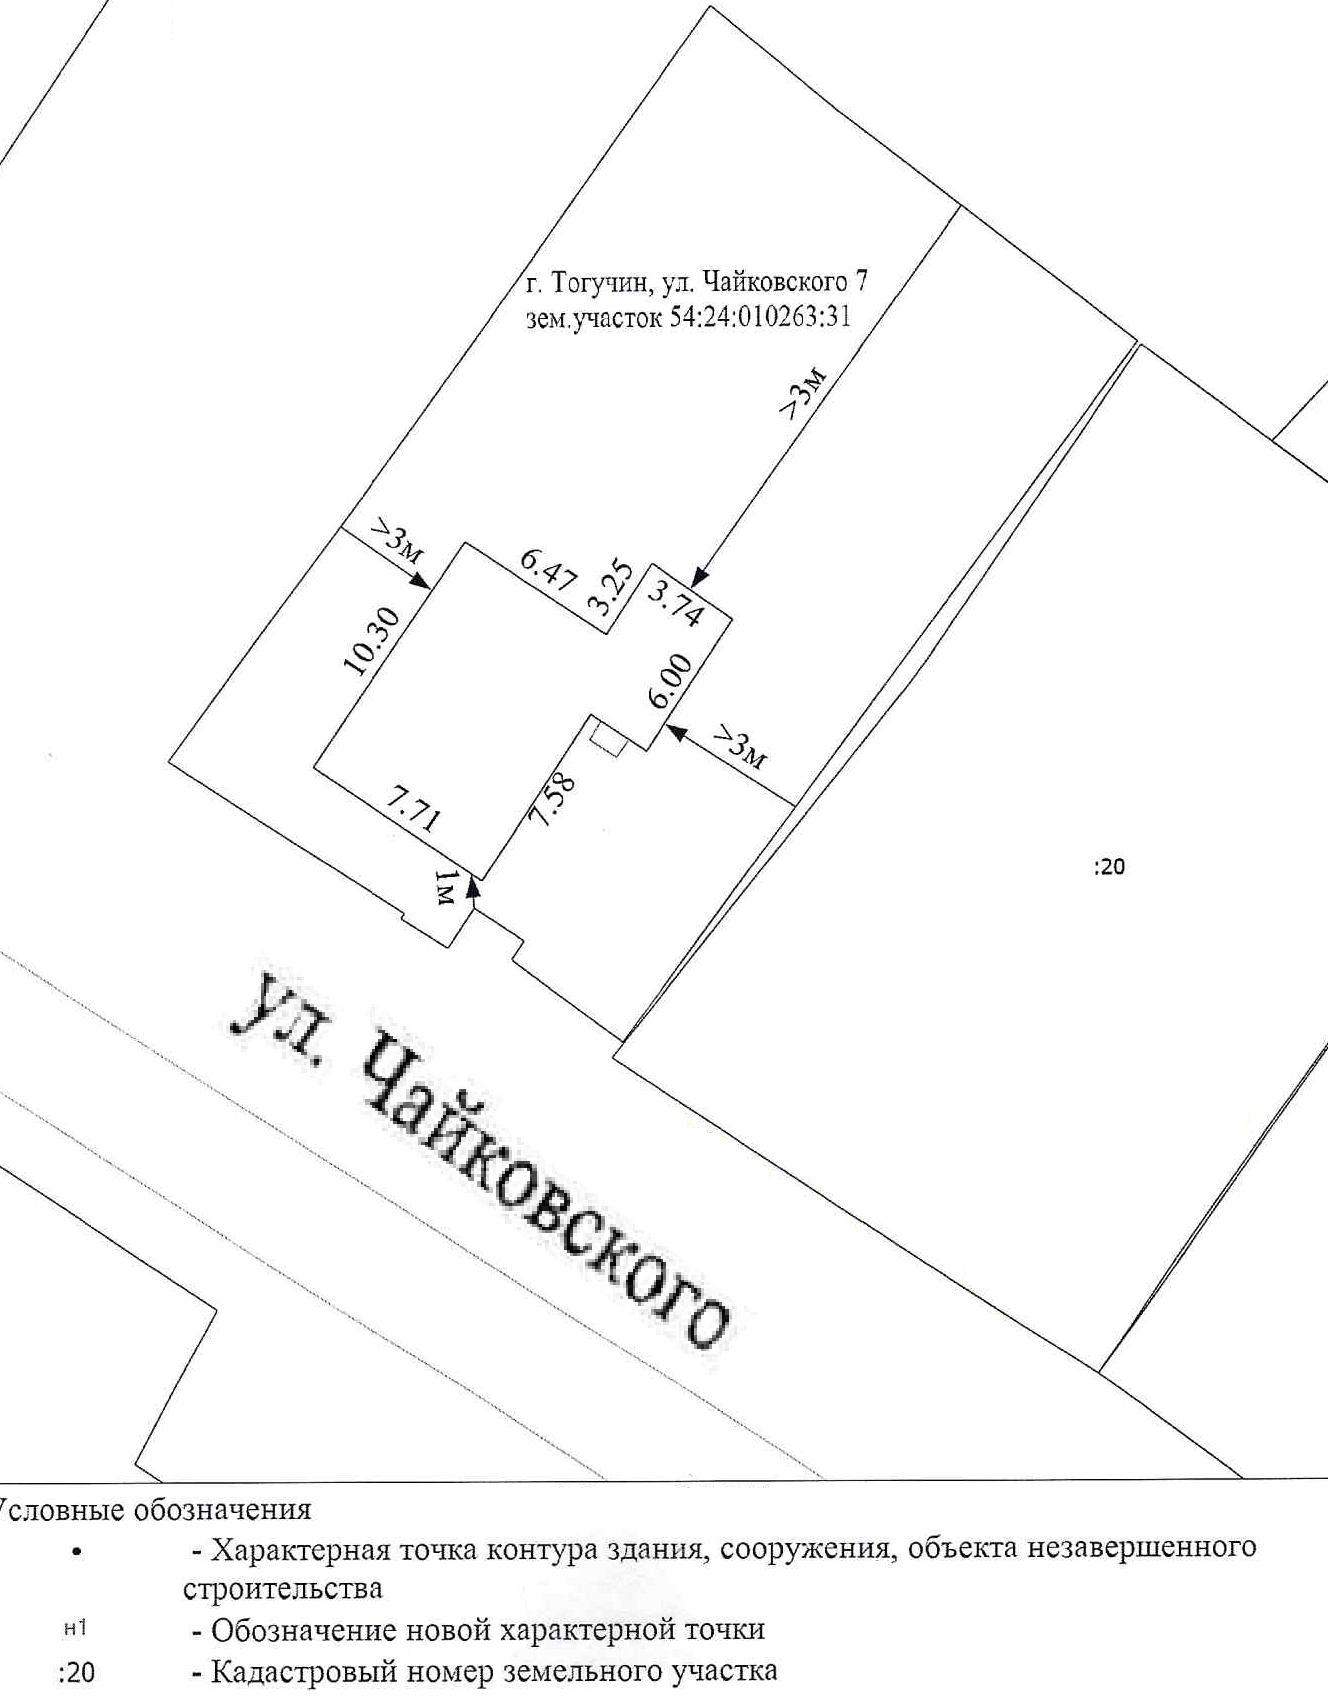 г. Тогучин, ул. Чайковского 7
зем.участок 54:24:010263:31
>3м
>3м
6.47
3.25
3.74
10.30
6.00
>3м
7.58
7.71
1м
:20
ул. Чайковского
Условные обозначения
• - Характерная точка контура здания, сооружения, объекта незавершенного
строительства
н1 - Обозначение новой характерной точки
:20 - Кадастровый номер земельного участка